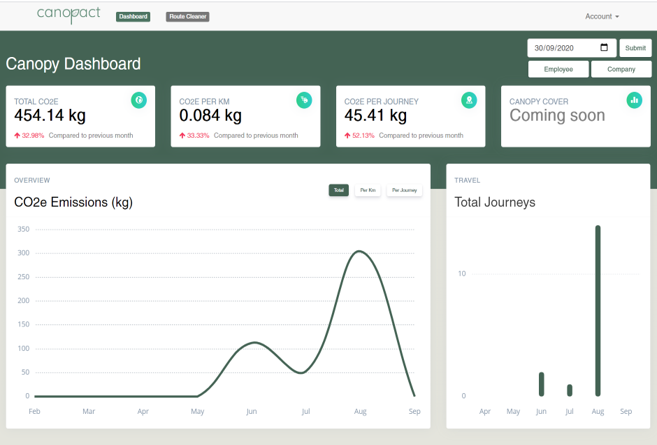 canopact
Dashboard
Route Cleaner
Account
Canopy Dashboard
30/09/2020
Submit
Employee
Company
TOTAL CO2E
454.14 kg
32.98% Compared to previous month
CO2E PER KM
0.084 kg
33.33% Compared to previous month
CO2E PER JOURNEY
45.41 kg
52.13% Compared to previous month
CANOPY COVER
Coming soon
OVERVIEW
CO2e Emissions (kg)
Total
Per Km
Per Journey
350
300
250
200
150
100
50
0
Feb Mar Apr May Jun Jul Aug Sep
TRAVEL
Total Journeys
10
0
Apr May Jun Jul Aug Sep